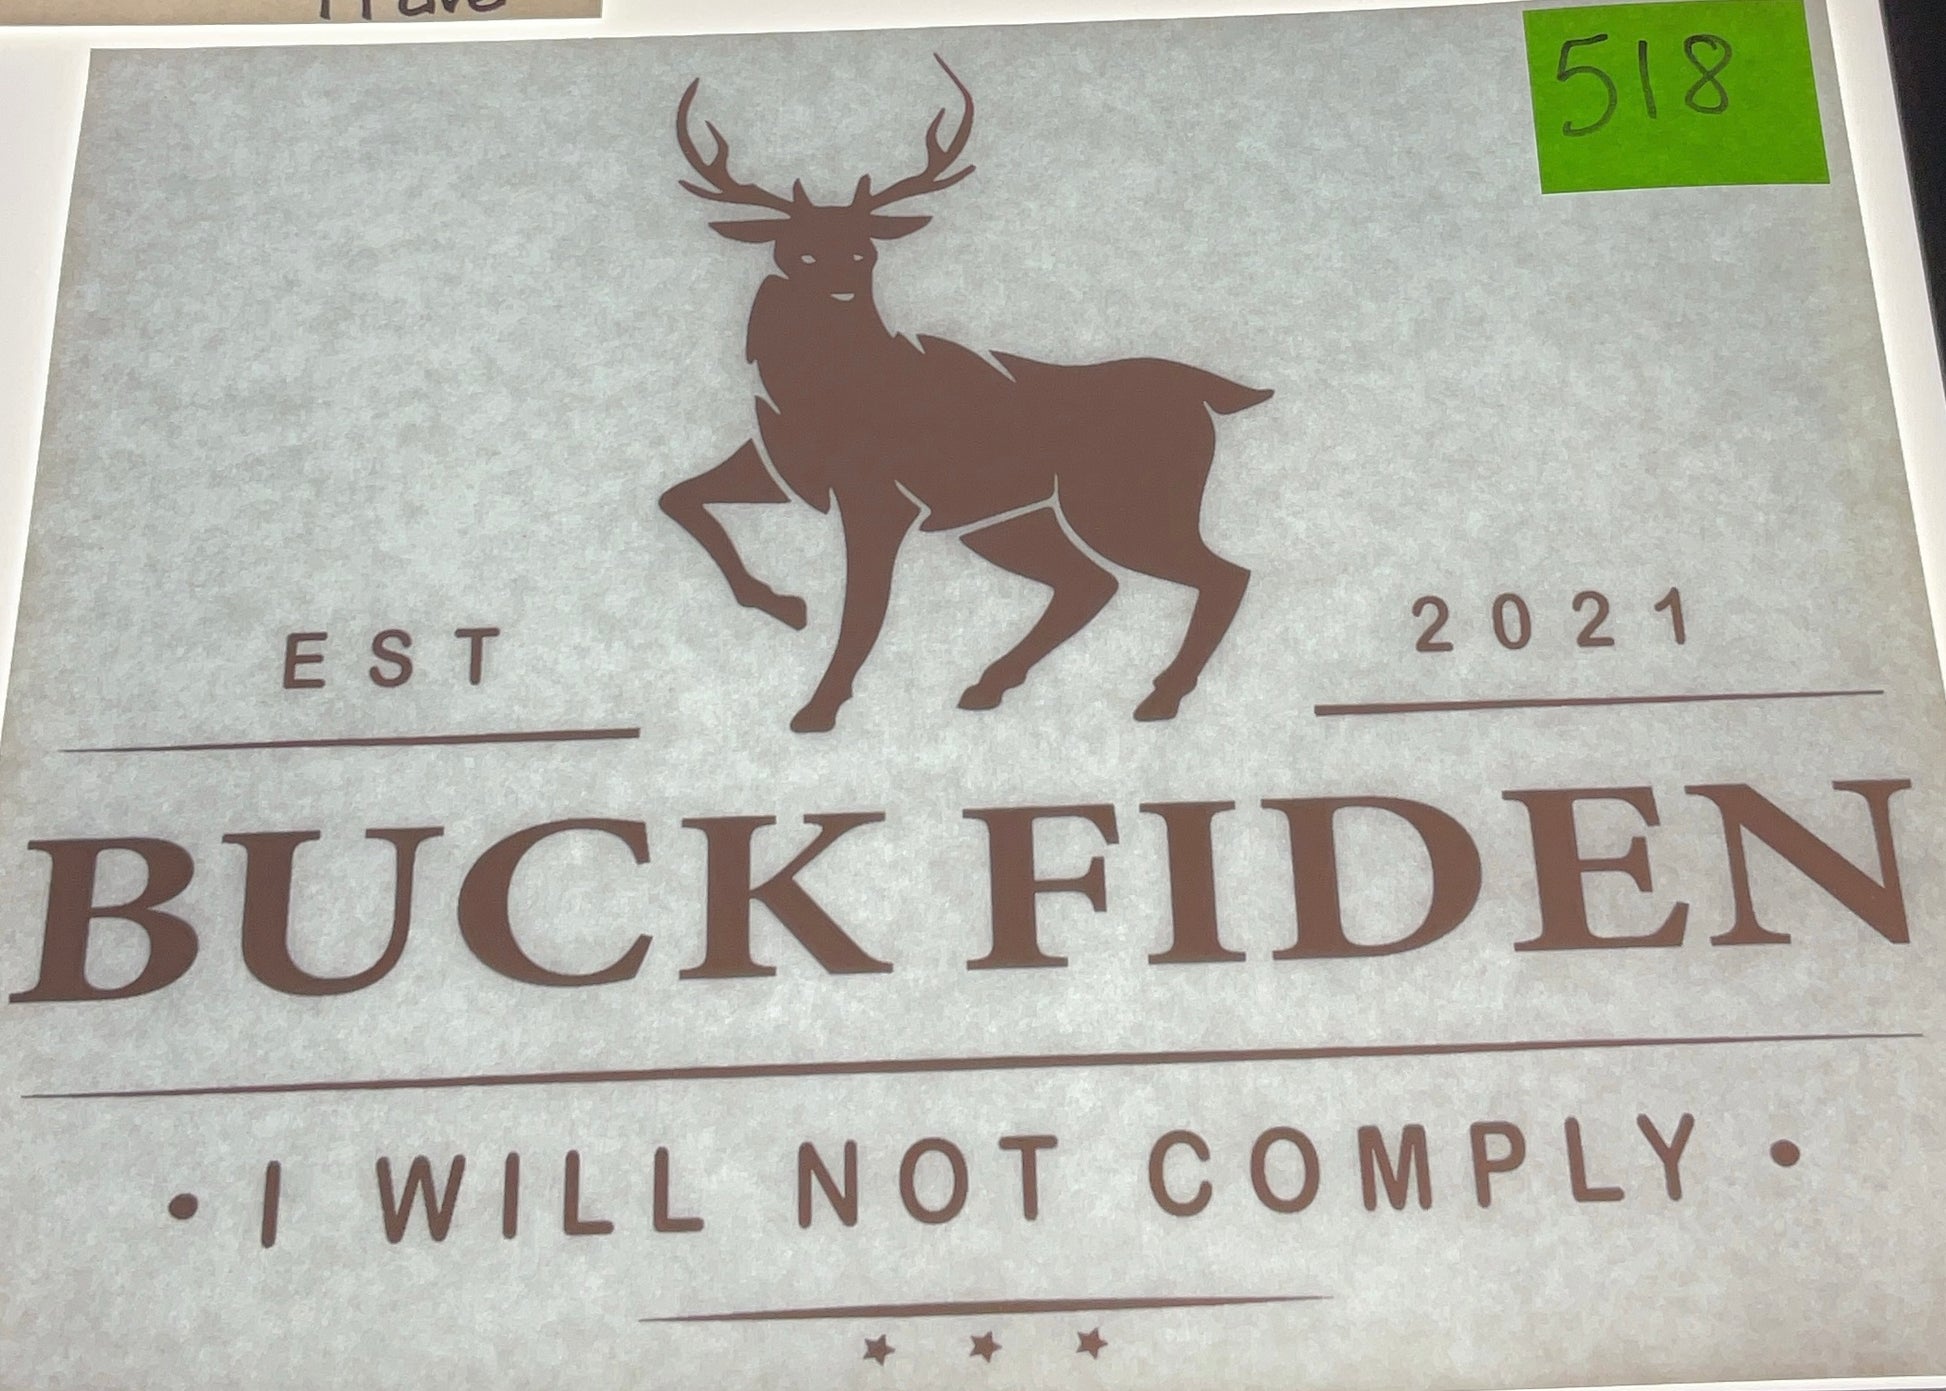 518
EST 2021
BUCK FIDEN
• I WILL NOT COMPLY •